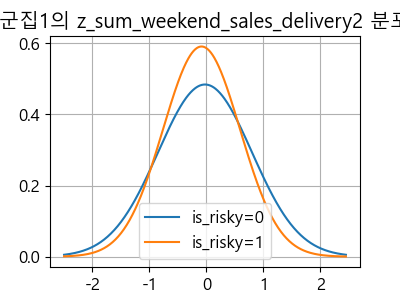 군집1의 z_sum_weekend_sales_delivery2 분포
0.6
0.4
0.2
0.0
is_risky=0
is_risky=1
-2 -1 0 1 2